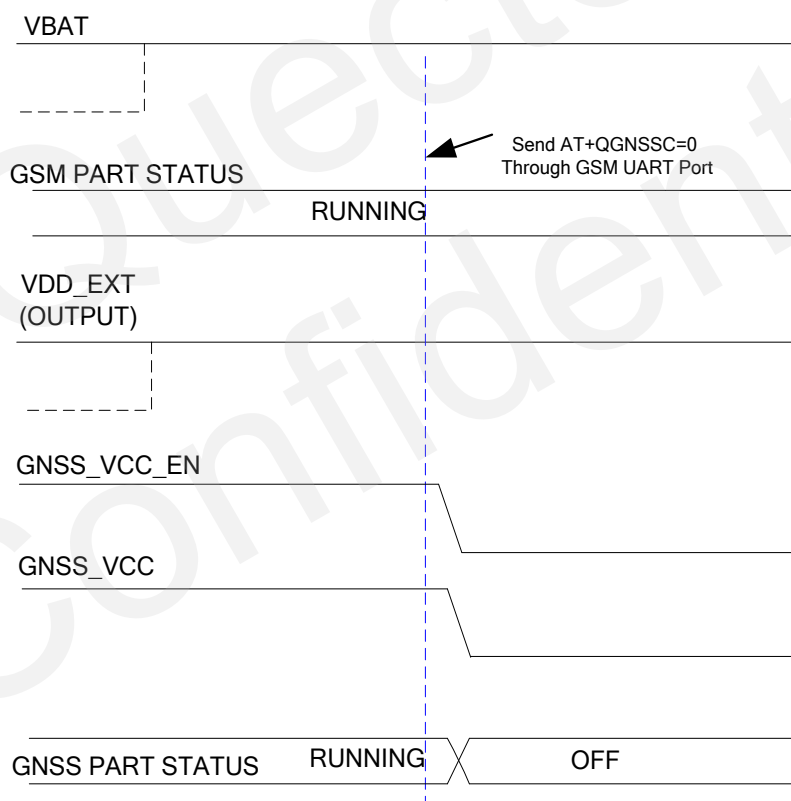 VBAT
Send AT+QGNSSC=0
Through GSM UART Port
GSM PART STATUS
RUNNING
VDD_EXT
(OUTPUT)
GNSS_VCC_EN
GNSS_VCC
GNSS PART STATUS RUNNING OFF